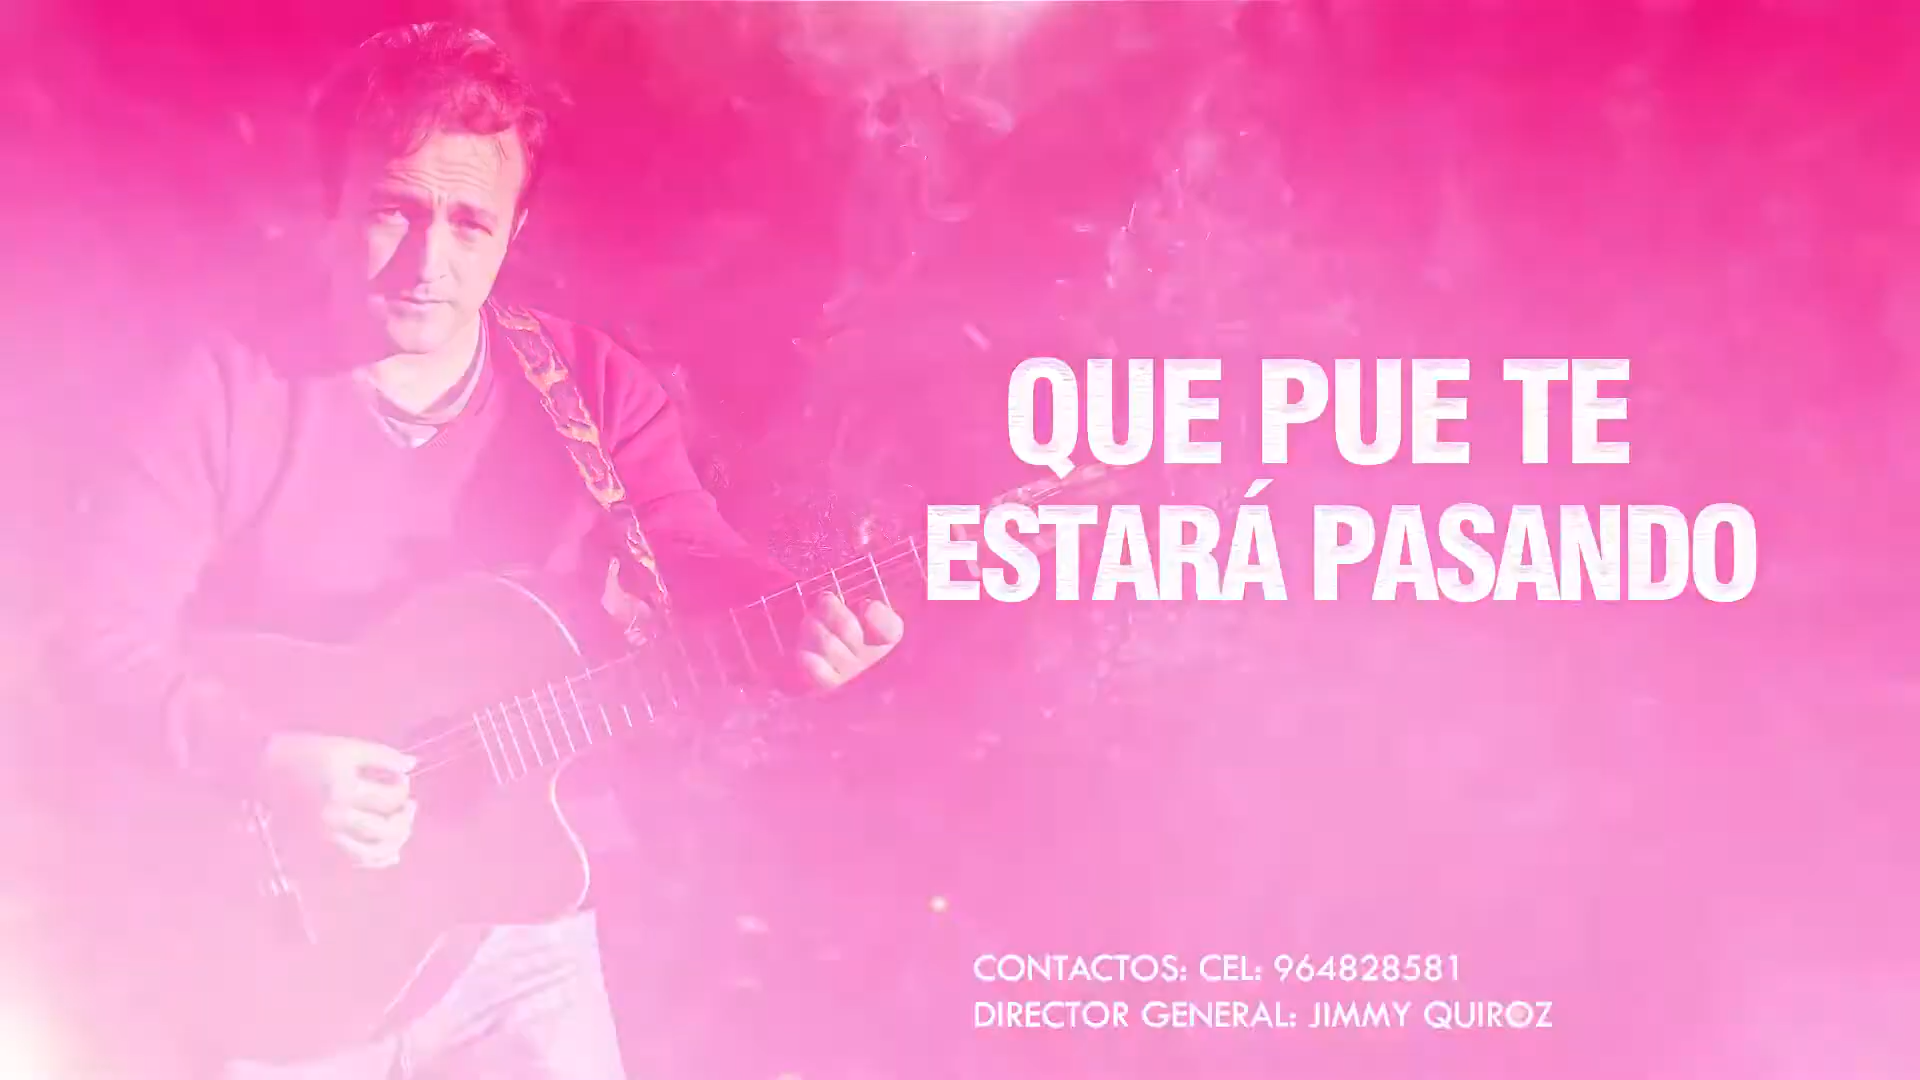 QUE PUE TE
ESTARÁ PASANDO
CONTACTOS: CEL: 964828581
DIRECTOR GENERAL: JIMMY QUIROZ